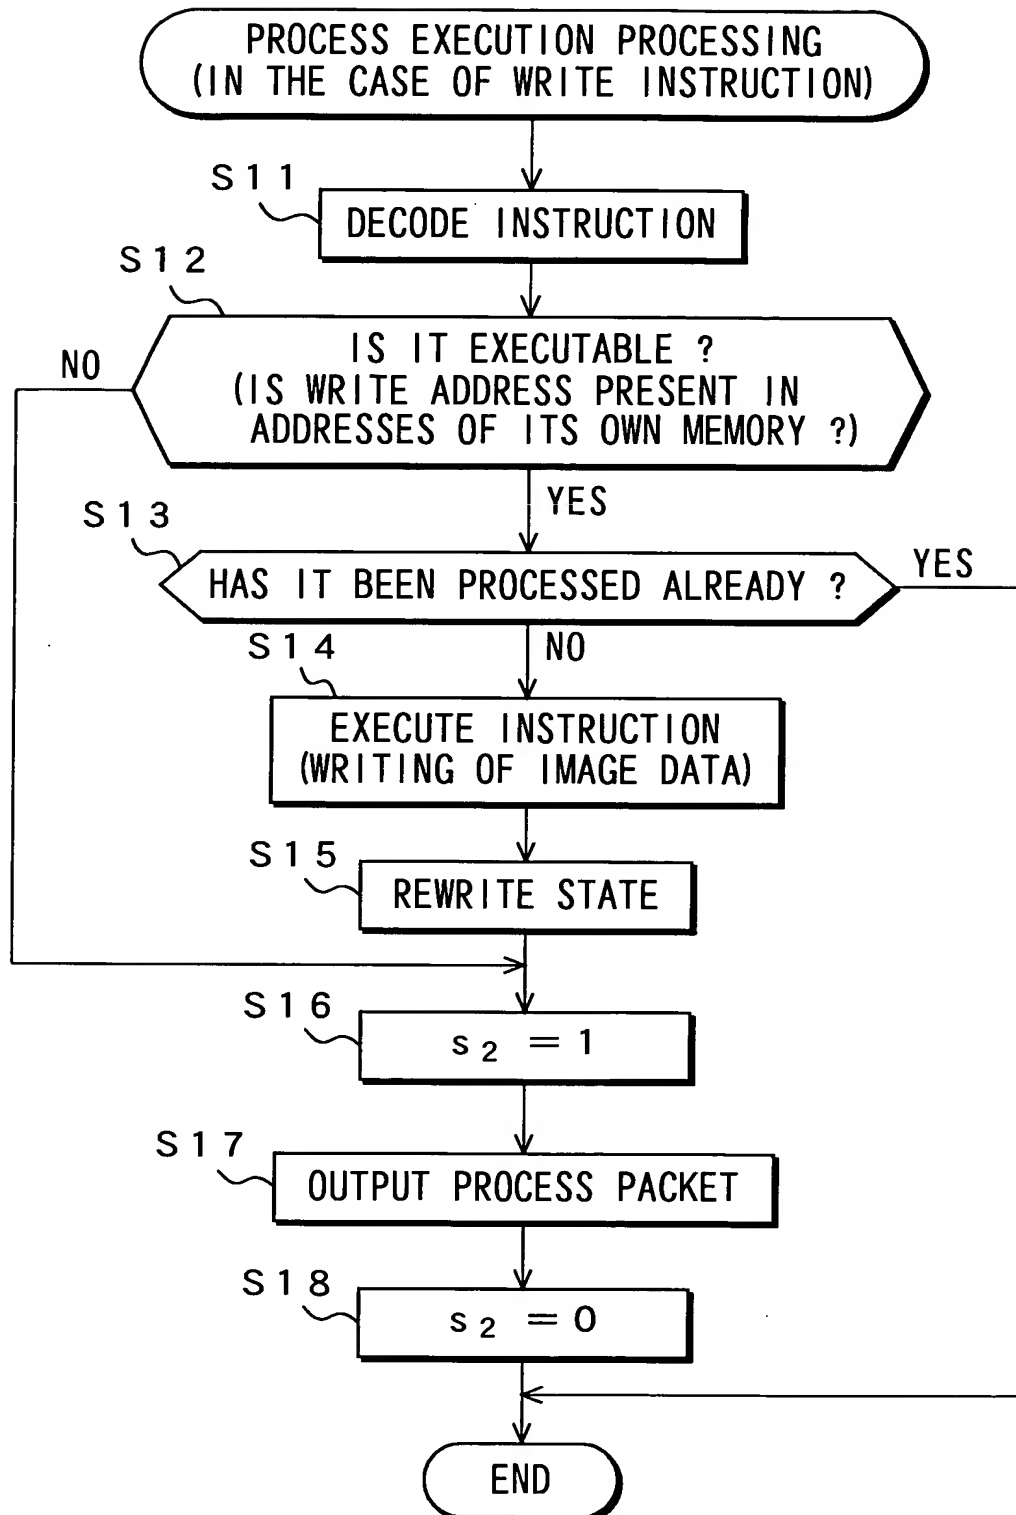 PROCESS EXECUTION PROCESSING
(IN THE CASE OF WRITE INSTRUCTION)
S11
DECODE INSTRUCTION
S12
NO
IS IT EXECUTABLE ?
(IS WRITE ADDRESS PRESENT IN
ADDRESSES OF ITS OWN MEMORY ?)
YES
S13
HAS IT BEEN PROCESSED ALREADY ?
YES
NO
S14
EXECUTE INSTRUCTION
(WRITING OF IMAGE DATA)
S15
REWRITE STATE
S16
s₂ = 1
S17
OUTPUT PROCESS PACKET
S18
s₂ = 0
END